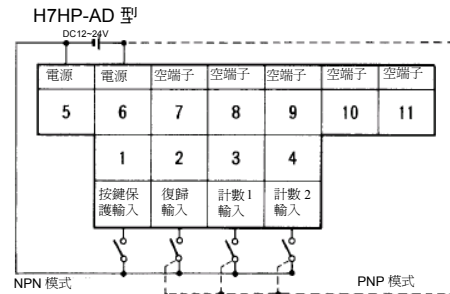 H7HP-AD 型
DC12~24V
電源 電源 空端子 空端子 空端子 空端子 空端子
5 6 7 8 9 10 11
1 2 3 4
按鍵保 復歸 計數1 計數2
護輸入 輸入 輸入 輸入
NPN 模式 PNP 模式